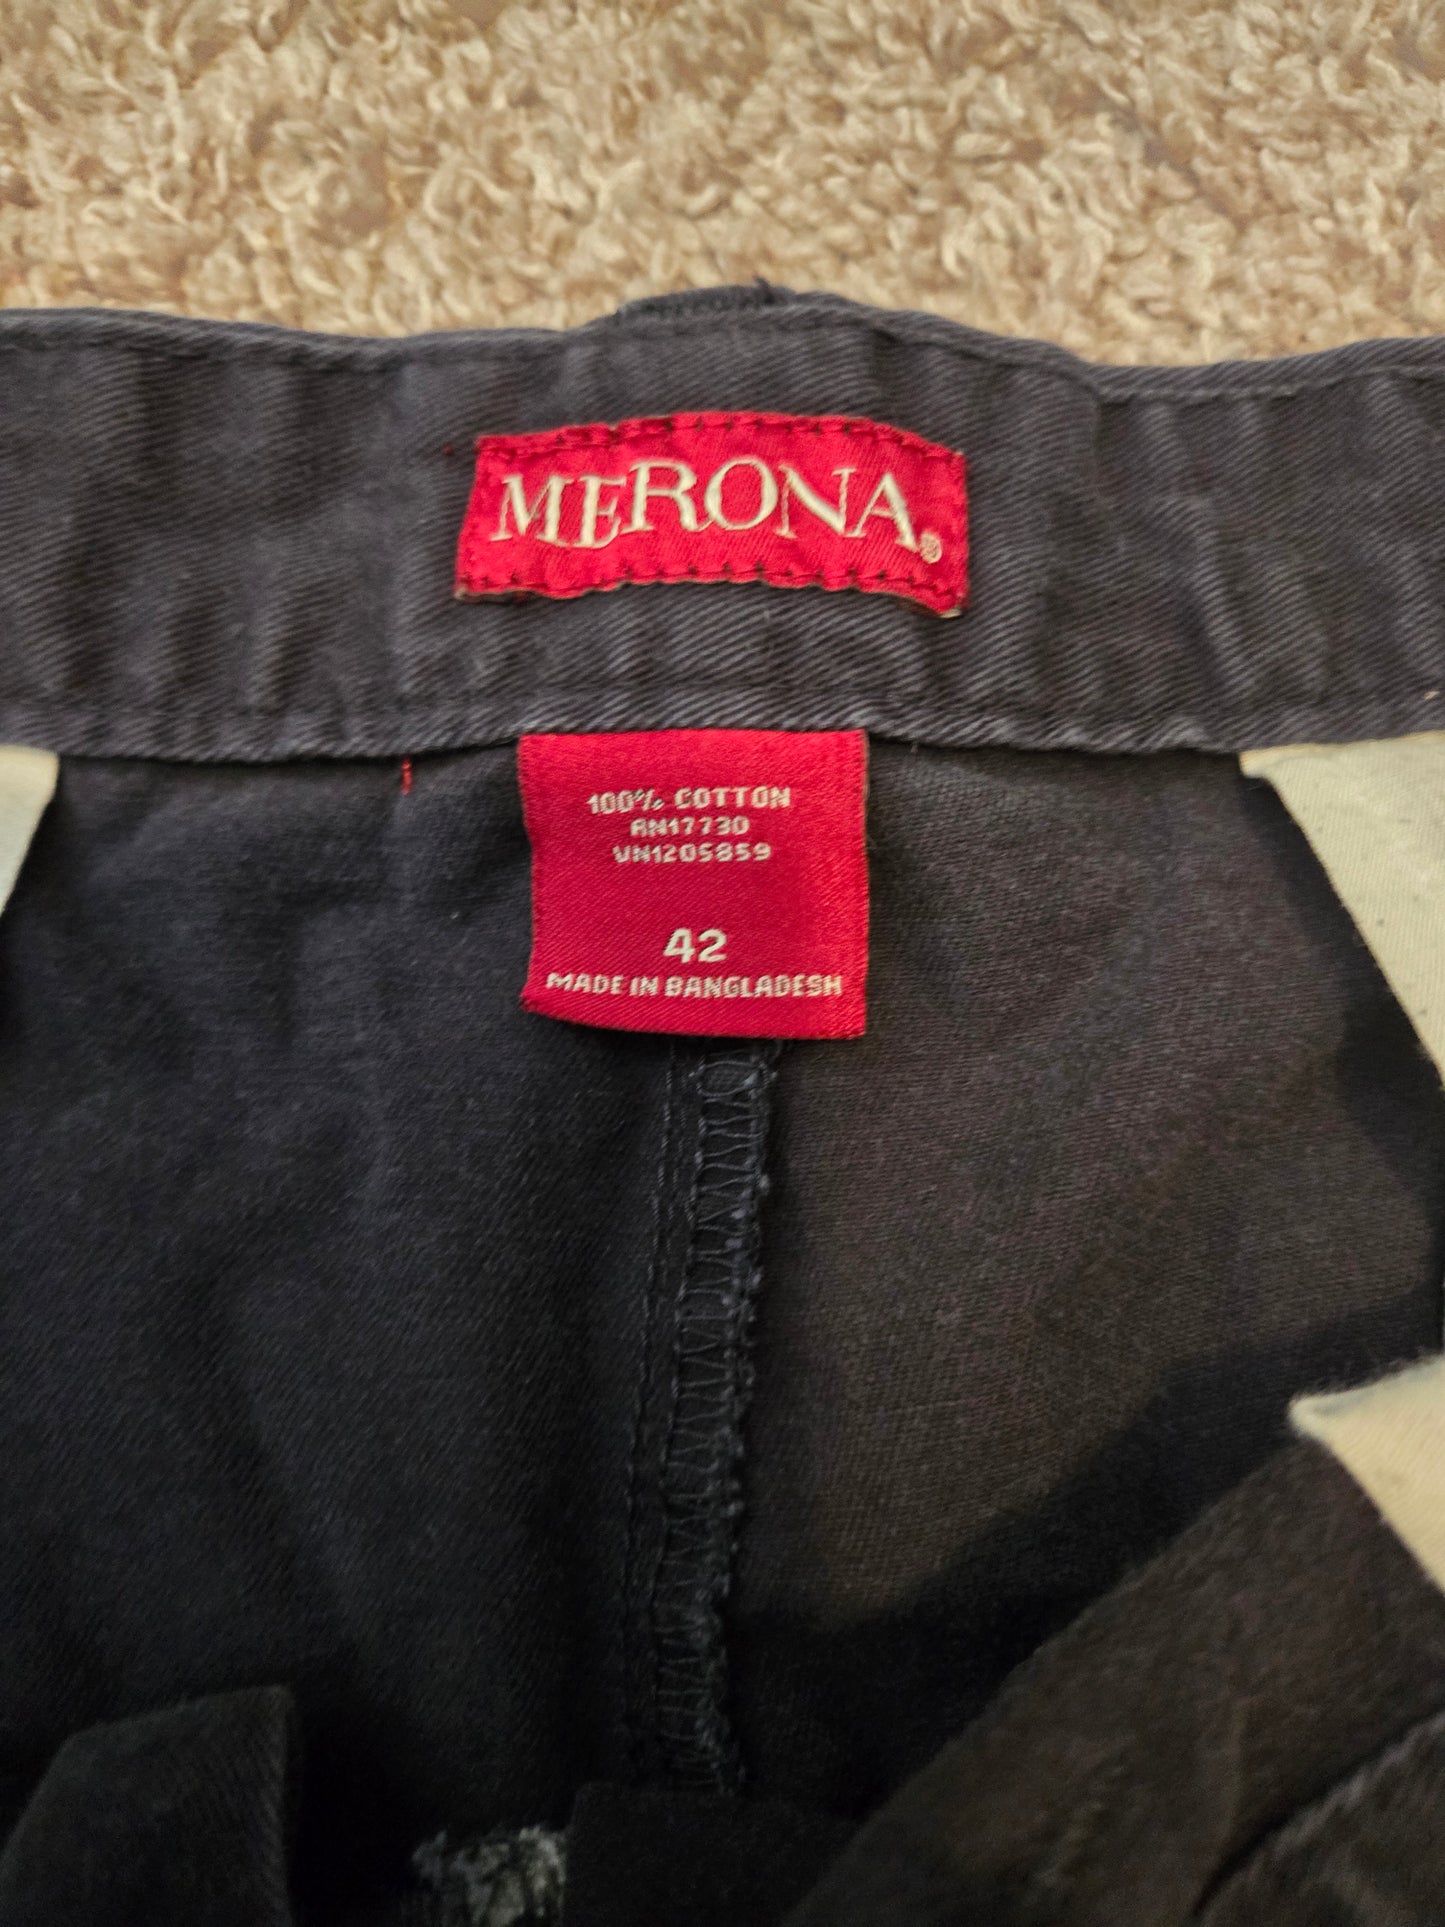 MERONA®
100% COTTON
RN17730
VN1205859
42
MADE IN BANGLADESH